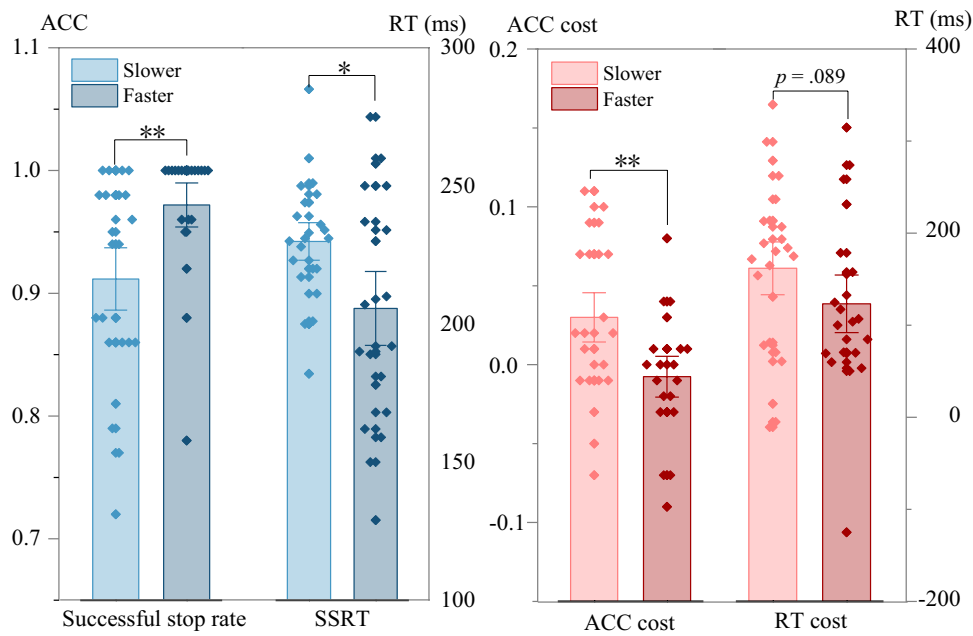 ACC
RT (ms)
ACC cost
RT (ms)
1.1
300
Slower
Faster
*
**
1.0
250
0.9
200
0.8
150
0.7
100
Successful stop rate
SSRT
0.2
400
Slower
Faster
p = .089
**
0.1
200
0.0
0
-0.1
-200
ACC cost
RT cost